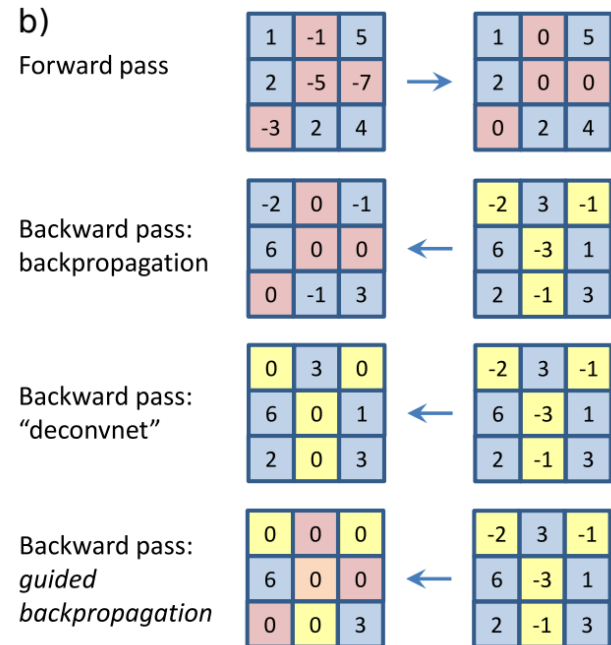 b)
Forward pass
1 -1 5 1 0 5
2 -5 -7 2 0 0
-3 2 4 0 2 4
Backward pass:
backpropagation
-2 0 -1 -2 3 -1
6 0 0 6 -3 1
0 -1 3 2 -1 3
Backward pass:
“deconvnet”
0 3 0 -2 3 -1
6 0 1 6 -3 1
2 0 3 2 -1 3
Backward pass:
guided
backpropagation
0 0 0 -2 3 -1
6 0 0 6 -3 1
0 0 3 2 -1 3